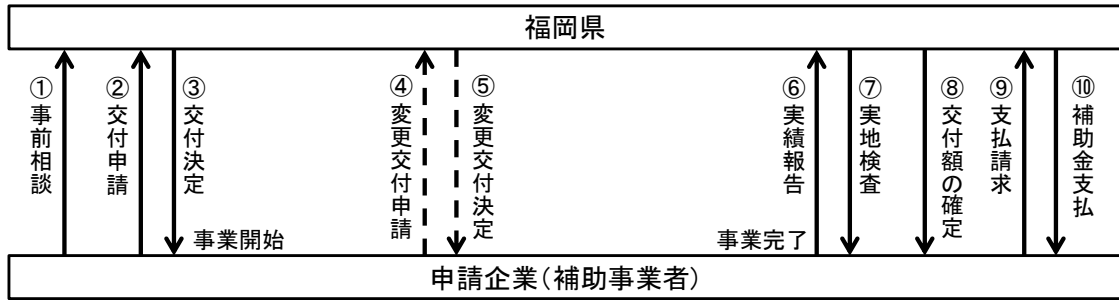 福岡県
①事前相談
②交付申請
③交付決定
事業開始
④変更交付申請
⑤変更交付決定
事業完了
⑥実績報告
⑦実地検査
⑧交付額の確定
⑨支払請求
⑩補助金支払
申請企業(補助事業者)